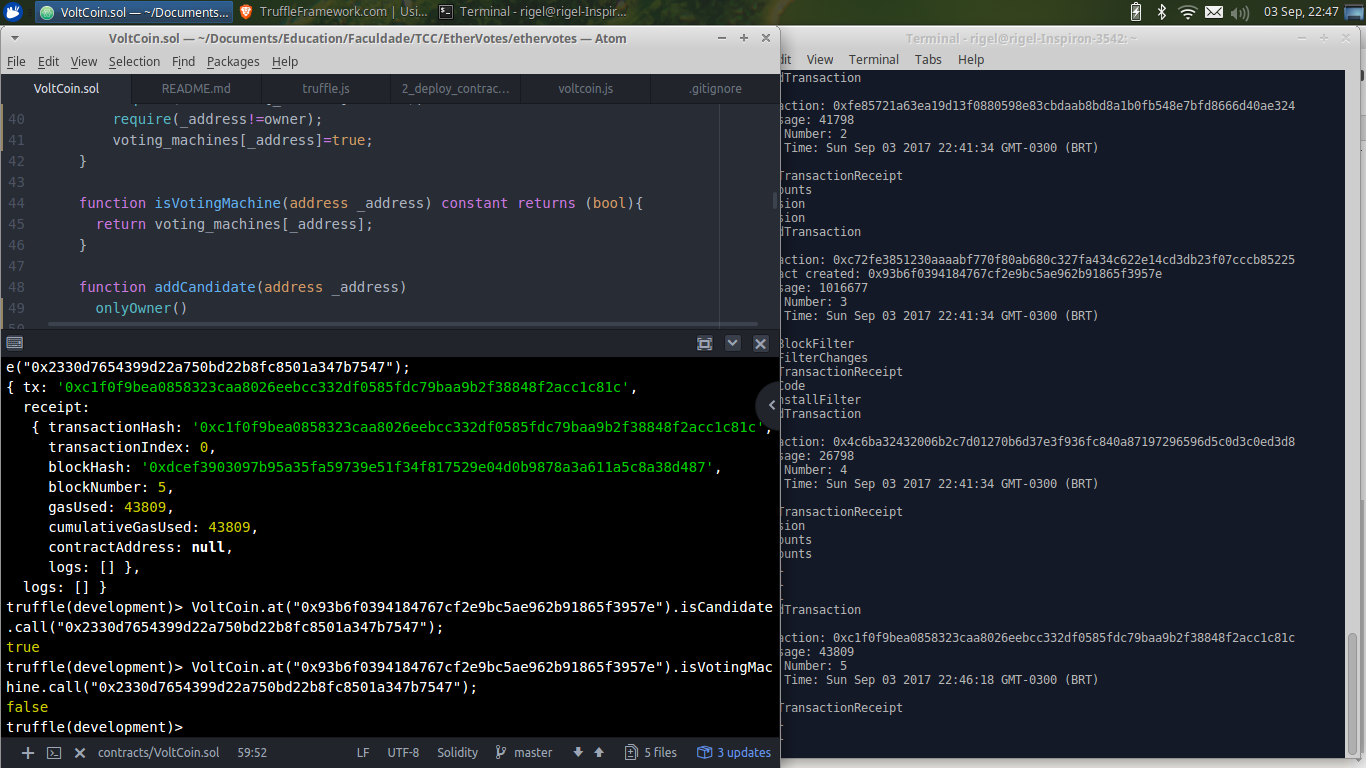 VoltCoin.sol — ~/Documents...
TruffleFramework.com | Usi...
Terminal - rigel@rigel-Inspir...
03 Sep, 22:47
VoltCoin.sol — ~/Documents/Education/Faculdade/TCC/EtherVotes/ethervotes — Atom
File Edit View Selection Find Packages Help
VoltCoin.sol README.md truffle.js 2_deploy_contrac... voltcoin.js .gitignore
40 require(_address!=owner);
41 voting_machines[_address]=true;
42 }
43
44 function isVotingMachine(address _address) constant returns (bool){
45 return voting_machines[_address];
46 }
47
48 function addCandidate(address _address)
49 onlyOwner()
e("0x2330d7654399d22a750bd22b8fc8501a347b7547");
{ tx: '0xc1f0f9bea0858323caa8026eebcc332df0585fdc79baa9b2f38848f2acc1c81c',
receipt:
{ transactionHash: '0xc1f0f9bea0858323caa8026eebcc332df0585fdc79baa9b2f38848f2acc1c81c',
transactionIndex: 0,
blockHash: '0xdcef3903097b95a35fa59739e51f34f817529e04d0b9878a3a611a5c8a38d487',
blockNumber: 5,
gasUsed: 43809,
cumulativeGasUsed: 43809,
contractAddress: null,
logs: [] },
logs: [] }
truffle(development)> VoltCoin.at("0x93b6f0394184767cf2e9bc5ae962b91865f3957e").isCandidate
.call("0x2330d7654399d22a750bd22b8fc8501a347b7547");
true
truffle(development)> VoltCoin.at("0x93b6f0394184767cf2e9bc5ae962b91865f3957e").isVotingMac
hine.call("0x2330d7654399d22a750bd22b8fc8501a347b7547");
false
truffle(development)>
contracts/VoltCoin.sol 59:52 LF UTF-8 Solidity master 5 files 3 updates
Terminal - rigel@rigel-Inspiron-3542: ~
dit View Terminal Tabs Help
dTransaction
action: 0xfe85721a63ea19d13f0880598e83cbdaab8bd8a1b0fb548e7bfd8666d40ae324
sage: 41798
Number: 2
Time: Sun Sep 03 2017 22:41:34 GMT-0300 (BRT)
TransactionReceipt
ounts
sion
sion
dTransaction
action: 0xc72fe3851230aaaabf770f80ab680c327fa434c622e14cd3db23f07cccb85225
act created: 0x93b6f0394184767cf2e9bc5ae962b91865f3957e
sage: 1016677
Number: 3
Time: Sun Sep 03 2017 22:41:34 GMT-0300 (BRT)
BlockFilter
FilterChanges
TransactionReceipt
Code
nstallFilter
dTransaction
action: 0x4c6ba32432006b2c7d01270b6d37e3f936fc840a87197296596d5c0d3c0ed3d8
sage: 26798
Number: 4
Time: Sun Sep 03 2017 22:41:34 GMT-0300 (BRT)
TransactionReceipt
sion
ounts
ounts
dTransaction
action: 0xc1f0f9bea0858323caa8026eebcc332df0585fdc79baa9b2f38848f2acc1c81c
sage: 43809
Number: 5
Time: Sun Sep 03 2017 22:46:18 GMT-0300 (BRT)
TransactionReceipt